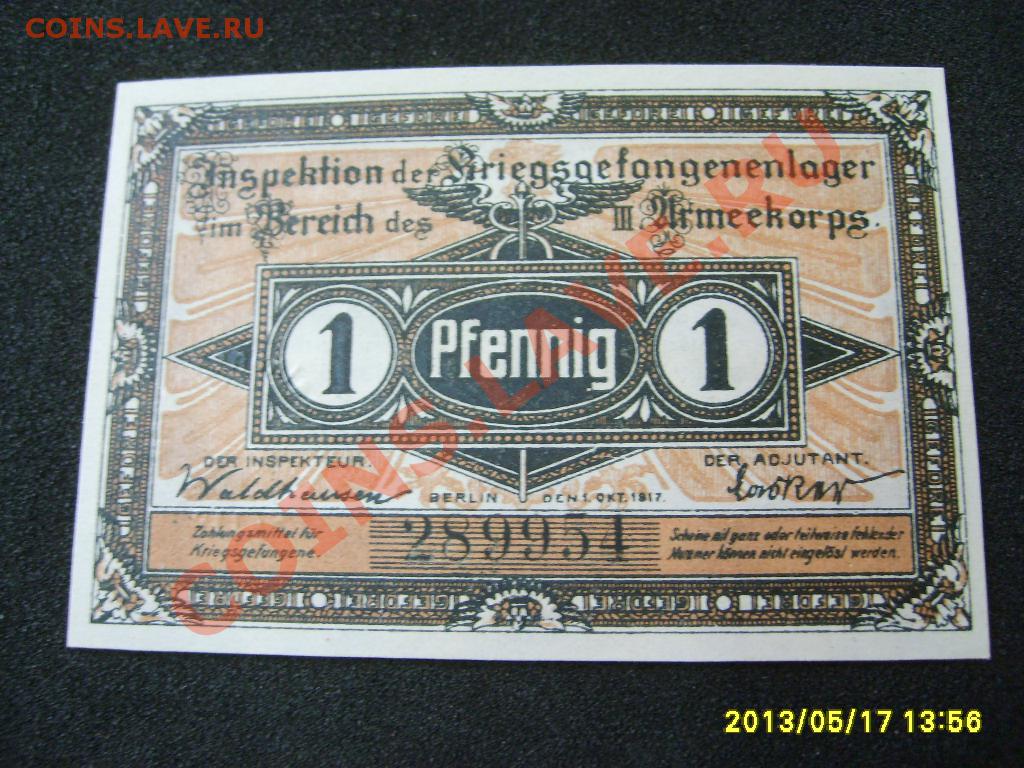 COINS.LAVE.RU
Inspektion der Kriegsgefangenenlager
im Bereich des III Armeekorps.
1 Pfennig 1
DER INSPEKTEUR. DER ADJUTANT.
Waldhausen BERLIN DEN 1. OKT. 1917.
Zahlungsmittel für
Kriegsgefangene.
289954
Scheine mit ganz oder teilweise fehlender
Nummer können nicht eingelöst werden.
COINS.LAVE.RU
2013/05/17 13:56